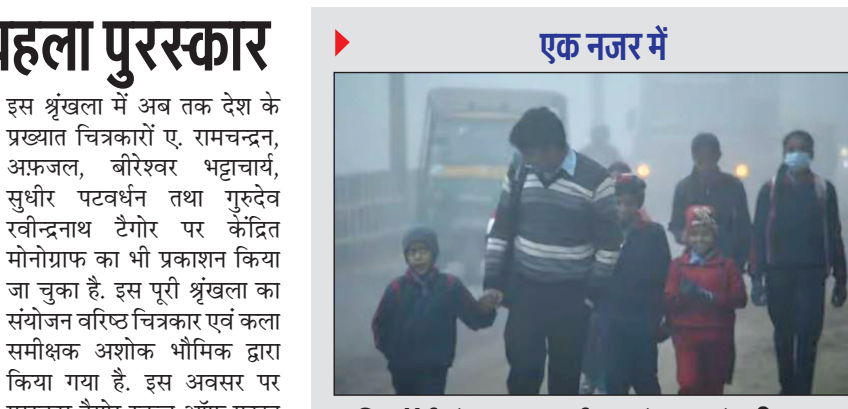 पुरस्कार
इस श्रृंखला में अब तक देश के
प्रख्यात चित्रकारों ए. रामचन्द्रन,
अफ़जल, बीरेश्वर भट्टाचार्य,
सुधीर पटवर्धन तथा गुरुदेव
रवीन्द्रनाथ टैगोर पर केंद्रित
मोनोग्राफ का भी प्रकाशन किया
जा चुका है. इस पूरी श्रृंखला का
संयोजन वरिष्ठ चित्रकार एवं कला
समीक्षक अशोक भौमिक द्वारा
किया गया है. इस अवसर पर
एक नजर में